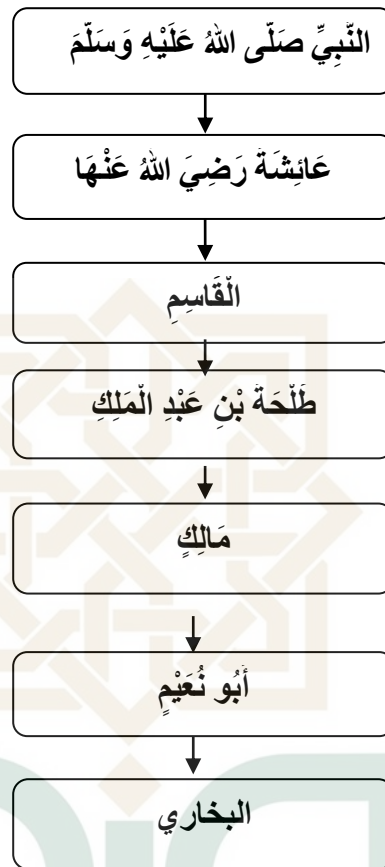 النَّبِيِّ صَلَّى اللهُ عَلَيْهِ وَسَلَّمَ
عَائِشَةَ رَضِيَ اللهُ عَنْهَا
الْقَاسِمِ
طَلْحَةَ بْنِ عَبْدِ الْمَلِكِ
مَالِكٍ
أَبُو نُعَيْمٍ
البخاري